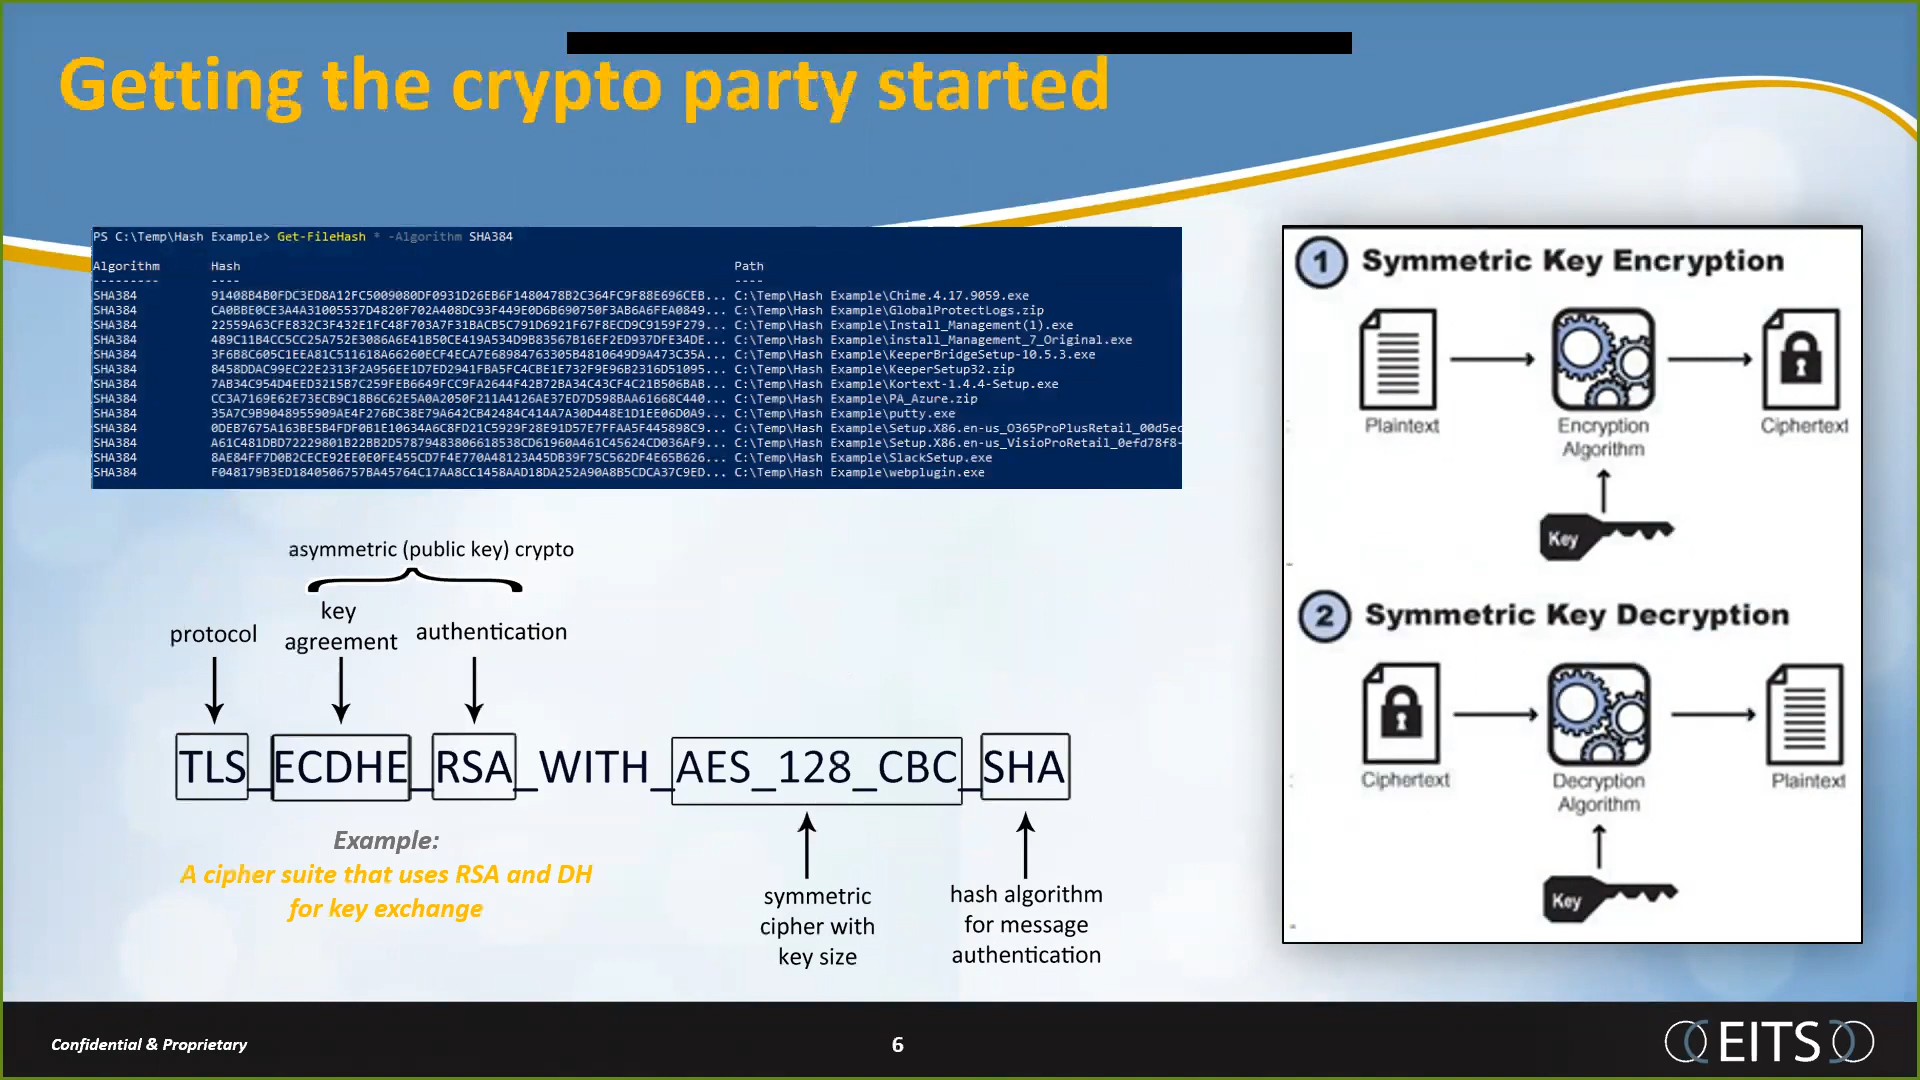 Getting the crypto party started
PS C:\Temp\Hash Example> Get-FileHash * -Algorithm SHA384
Algorithm Hash Path
--------- ---- ----
SHA384 91408B4B0FDC3ED8A12FC5009080DF0931D26EB6F1480478B2C364FC9F88E696CEB... C:\Temp\Hash Example\Chime.4.17.9059.exe
SHA384 CA0BBE0CE3A4A31005537D4820F702A408DC93F449E0D6B690750F3AB6A6FEA0849... C:\Temp\Hash Example\GlobalProtectLogs.zip
SHA384 22559A63CFE832C3F432E1FC48F703A7F31BACB5C791D6921F67F8ECD9C9159F279... C:\Temp\Hash Example\Install_Management(1).exe
SHA384 489C11B4CC5CC25A752E3086A6E41B50CE419A534D9B83567B16EF2ED937DFE34DE... C:\Temp\Hash Example\install_Management_7_Original.exe
SHA384 3F6B8C605C1EEA81C511618A66260ECF4ECA7E68984763305B4810649D9A473C35A... C:\Temp\Hash Example\KeeperBridgeSetup-10.5.3.exe
SHA384 8458DDAC99EC22E2313F2A956EE1D7ED2941FBA5FC4CBE1E732F9E96B2316D51095... C:\Temp\Hash Example\KeeperSetup32.zip
SHA384 7AB34C954D4EED3215B7C259FEB6649FCC9FA2644F42B72BA34C43CF4C21B506BAB... C:\Temp\Hash Example\Kortext-1.4.4-Setup.exe
SHA384 CC3A7169E62E73ECB9C18B6C62E5A0A2050F211A4126AE37ED7D598BAA61668C440... C:\Temp\Hash Example\PA_Azure.zip
SHA384 35A7C9B9048955909AE4F276BC38E79A642CB42484C414A7A30D448E1D1EE06D0A9... C:\Temp\Hash Example\putty.exe
SHA384 0DEB7675A163BE5B4FDF0B1E10634A6C8FD21C5929F28E91D57E7FFAA5F445898C9... C:\Temp\Hash Example\Setup.X86.en-us_O365ProPlusRetail_00d5ec
SHA384 A61C481DBD72229801B22BB2D57879483806618538CD61960A461C45624CD036AF9... C:\Temp\Hash Example\Setup.X86.en-us_VisioProRetail_0efd78f8-
SHA384 8AE84FF7D0B2CECE92EE0E0FE455CD7F4E770A48123A45DB39F75C562DF4E65B626... C:\Temp\Hash Example\SlackSetup.exe
SHA384 F048179B3ED1840506757BA45764C17AA8CC1458AAD18DA252A90A8B5CDCA37C9ED... C:\Temp\Hash Example\webplugin.exe
asymmetric (public key) crypto
protocol
key
agreement
authentication
TLS_ECDHE_RSA_WITH_AES_128_CBC_SHA
Example:
A cipher suite that uses RSA and DH
for key exchange
symmetric
cipher with
key size
hash algorithm
for message
authentication
1 Symmetric Key Encryption
Plaintext
Encryption
Algorithm
Ciphertext
Key
2 Symmetric Key Decryption
Ciphertext
Decryption
Algorithm
Plaintext
Key
Confidential & Proprietary
6
EITS